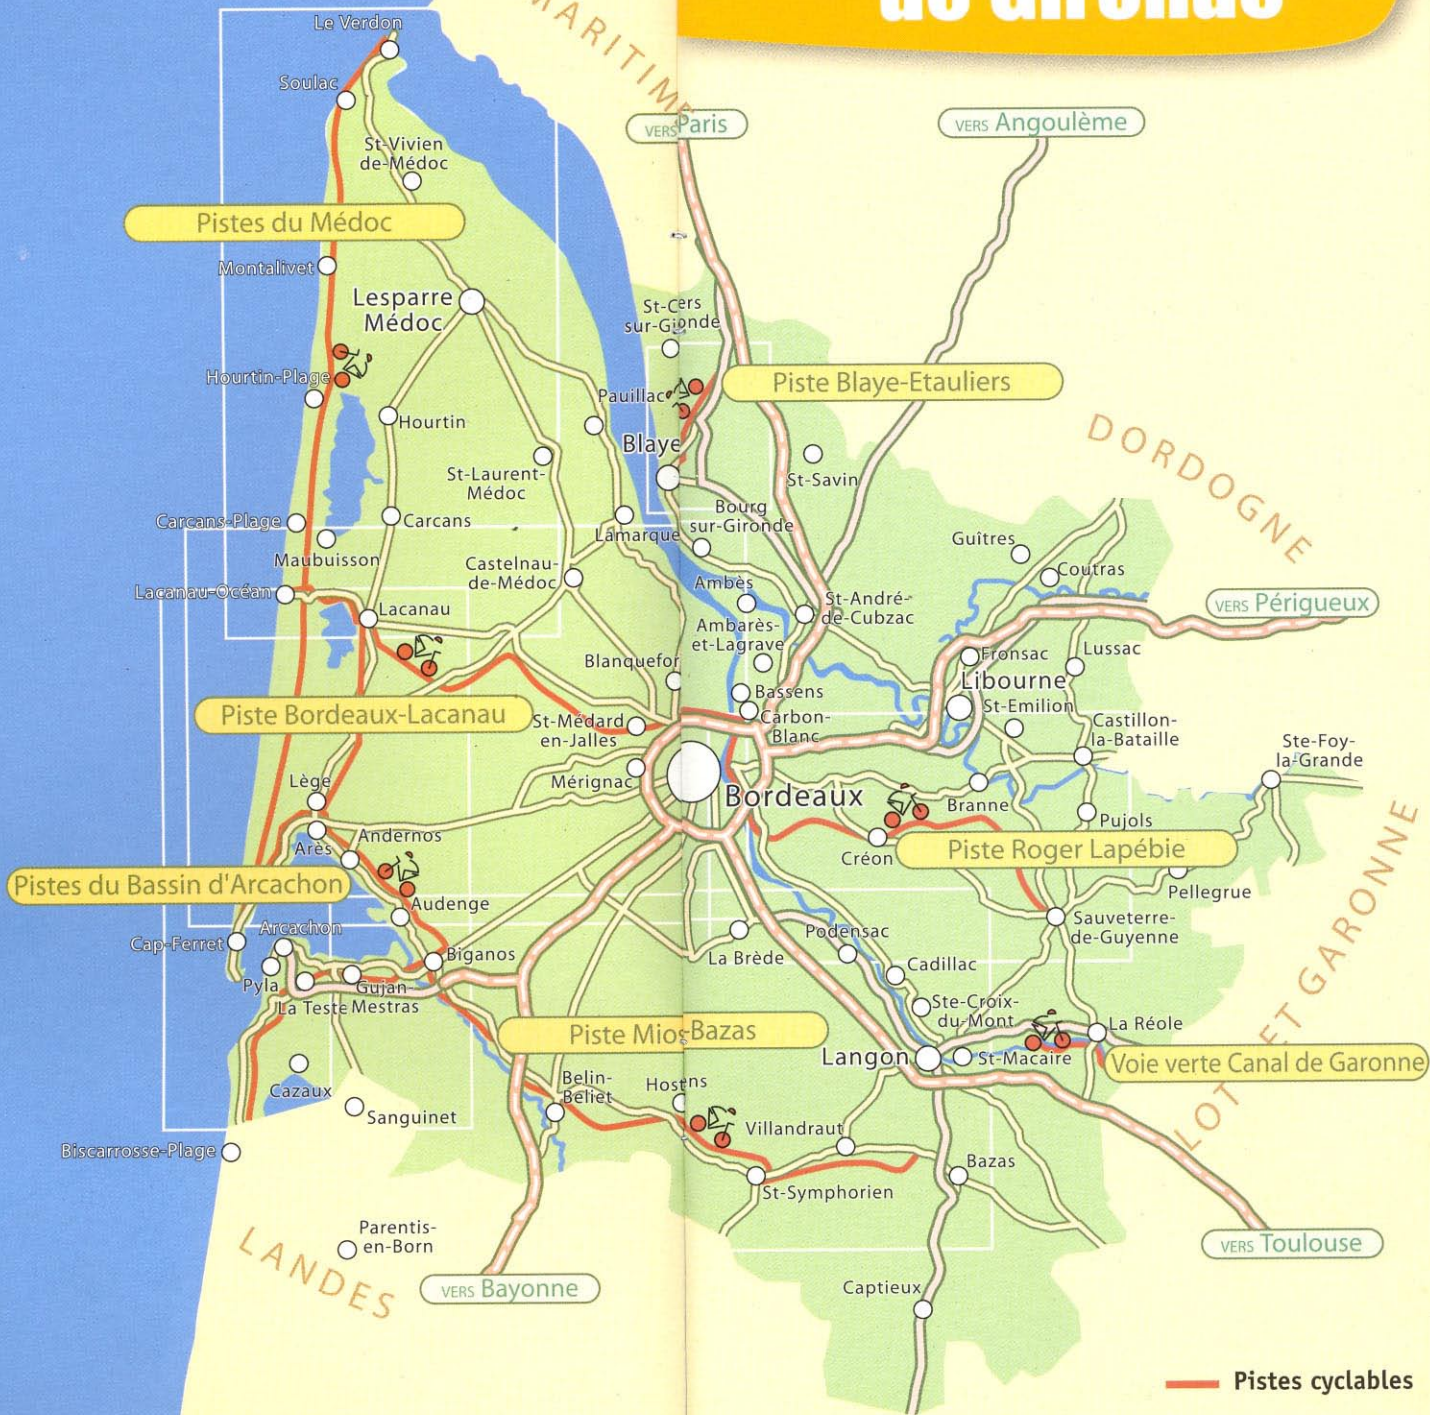 de Gironde
MARITIME
Le Verdon
Soulac
St-Vivien
de-Médoc
VERS Paris
VERS Angoulème
Pistes du Médoc
Montalivet
Lesparre
Médoc
St-Cers
sur-Gironde
Hourtin-Plage
Pauillac
Piste Blaye-Etauliers
Hourtin
Blaye
DORDOGNE
St-Laurent-
Médoc
St-Savin
Carcans-Plage
Carcans
Lamarque
Bourg
sur-Gironde
Maubuisson
Castelnau-
de-Médoc
Guîtres
Coutras
Lacanau-Océan
Lacanau
Ambès
St-André-
de-Cubzac
VERS Périgueux
Ambarès-
et-Lagrave
Blanquefor
Fronsac
Lussac
Libourne
Bassens
St-Emilion
Piste Bordeaux-Lacanau
St-Médard
en-Jalles
Carbon-
Blanc
Castillon-
la-Bataille
Ste-Foy-
la-Grande
Mérignac
Lège
Bordeaux
Branne
Andernos
Pujols
Arès
Créon
Piste Roger Lapébie
Pistes du Bassin d'Arcachon
Pellegrue
Audenge
LOT ET GARONNE
Cap-Ferret
Arcachon
Sauveterre-
de-Guyenne
Biganos
La Brède
Podensac
Cadillac
Pyla
La Teste
Gujan-
Mestras
Ste-Croix-
du-Mont
La Réole
Piste Mios-Bazas
Langon
St-Macaire
Voie verte Canal de Garonne
Cazaux
Belin-
Beliet
Hostens
Sanguinet
Villandraut
Biscarrosse-Plage
Bazas
St-Symphorien
Parentis-
en-Born
LANDES
VERS Toulouse
VERS Bayonne
Captieux
Pistes cyclables